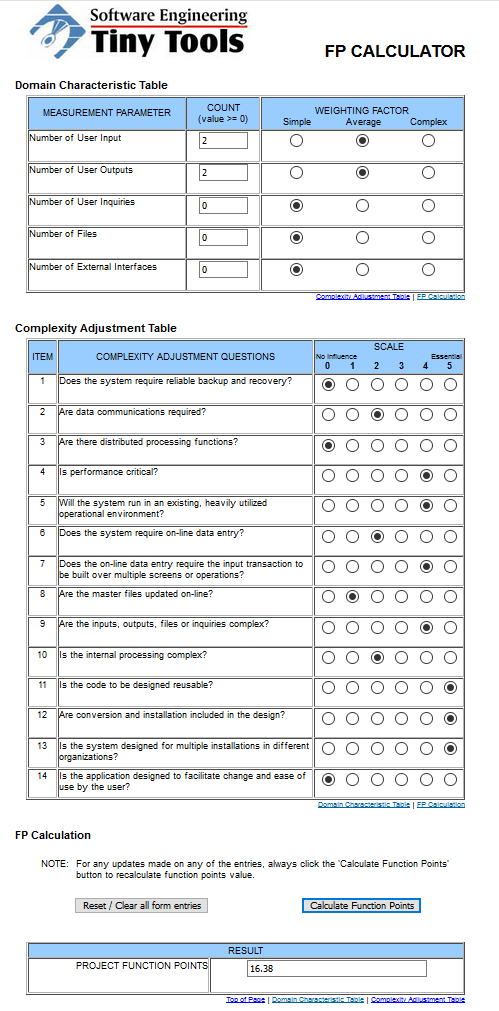 Software Engineering
Tiny Tools
FP CALCULATOR
Domain Characteristic Table
MEASUREMENT PARAMETER
COUNT
(value >= 0)
WEIGHTING FACTOR
Simple Average Complex
Number of User Input
2
Number of User Outputs
2
Number of User Inquiries
0
Number of Files
0
Number of External Interfaces
0
Complexity Adjustment Table | FP Calculation
Complexity Adjustment Table
ITEM
COMPLEXITY ADJUSTMENT QUESTIONS
SCALE
No Influence Essential
0 1 2 3 4 5
1 Does the system require reliable backup and recovery?
2 Are data communications required?
3 Are there distributed processing functions?
4 Is performance critical?
5 Will the system run in an existing, heavily utilized
operational environment?
6 Does the system require on-line data entry?
7 Does the on-line data entry require the input transaction to
be built over multiple screens or operations?
8 Are the master files updated on-line?
9 Are the inputs, outputs, files or inquiries complex?
10 Is the internal processing complex?
11 Is the code to be designed reusable?
12 Are conversion and installation included in the design?
13 Is the system designed for multiple installations in different
organizations?
14 Is the application designed to facilitate change and ease of
use by the user?
Domain Characteristic Table | FP Calculation
FP Calculation
NOTE: For any updates made on any of the entries, always click the 'Calculate Function Points'
button to recalculate function points value.
Reset / Clear all form entries
Calculate Function Points
RESULT
PROJECT FUNCTION POINTS
16.38
Top of Page | Domain Characteristic Table | Complexity Adjustment Table